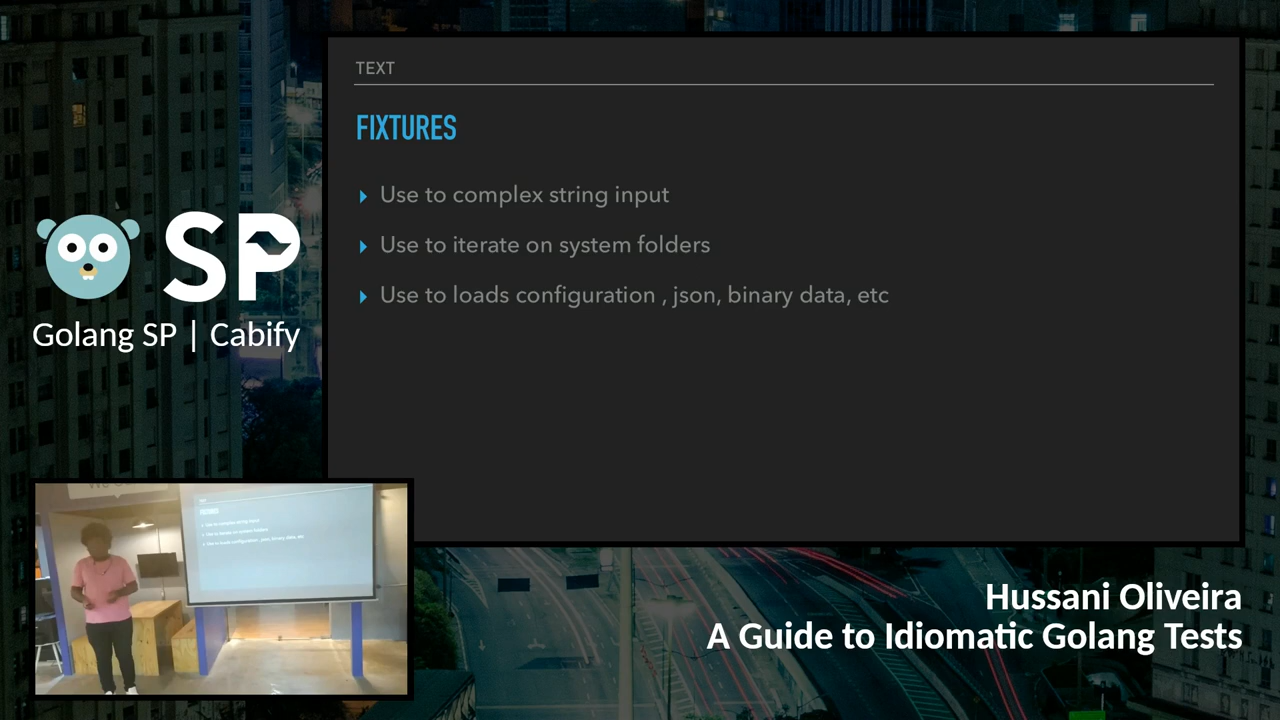 TEXT
FIXTURES
Use to complex string input
Use to iterate on system folders
Use to loads configuration , json, binary data, etc
SP
Golang SP | Cabify
Hussani Oliveira
A Guide to Idiomatic Golang Tests